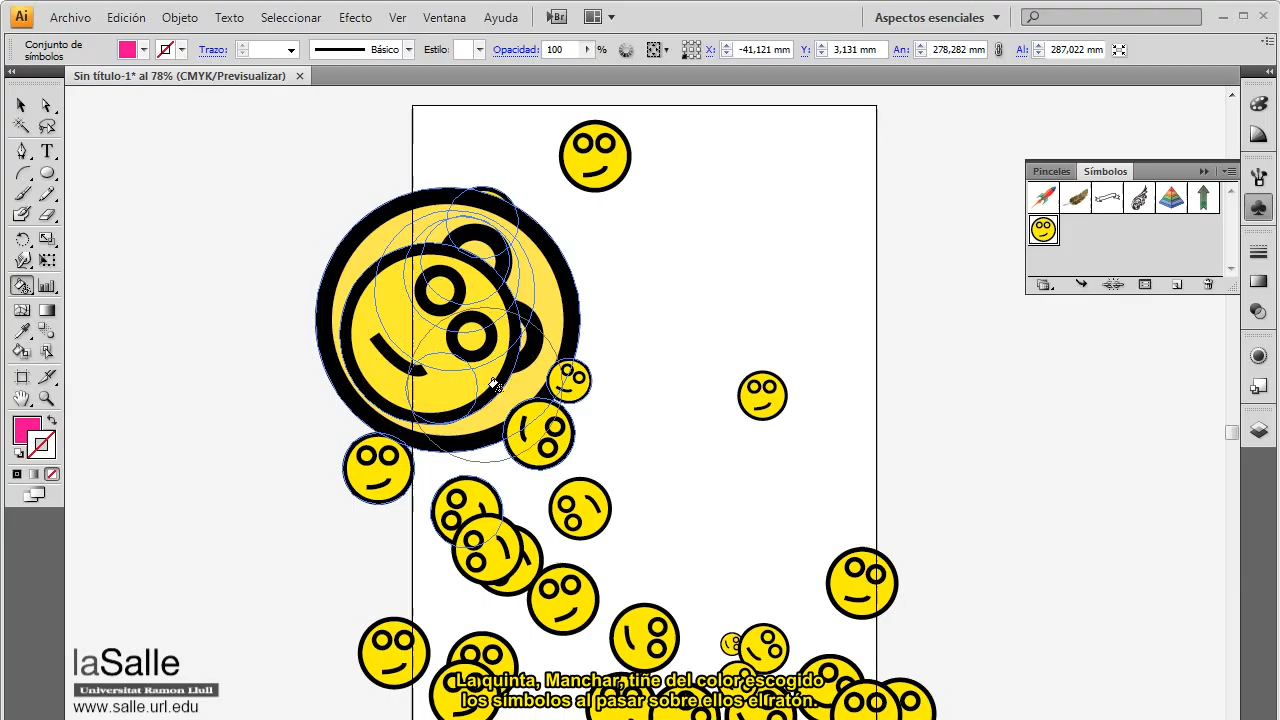 Ai
Archivo Edición Objeto Texto Seleccionar Efecto Ver Ventana Ayuda
Br
Aspectos esenciales
Conjunto de símbolos
Trazo:
Básico
Estilo:
Opacidad: 100 %
X: -41,121 mm
Y: 3,131 mm
An: 278,282 mm
Al: 287,022 mm
Sin título-1* al 78% (CMYK/Previsualizar)
Pinceles Símbolos
T
laSalle
Universitat Ramon Llull
www.salle.url.edu
La quinta, Manchar, tiñe del color escogido
los símbolos al pasar sobre ellos el ratón.